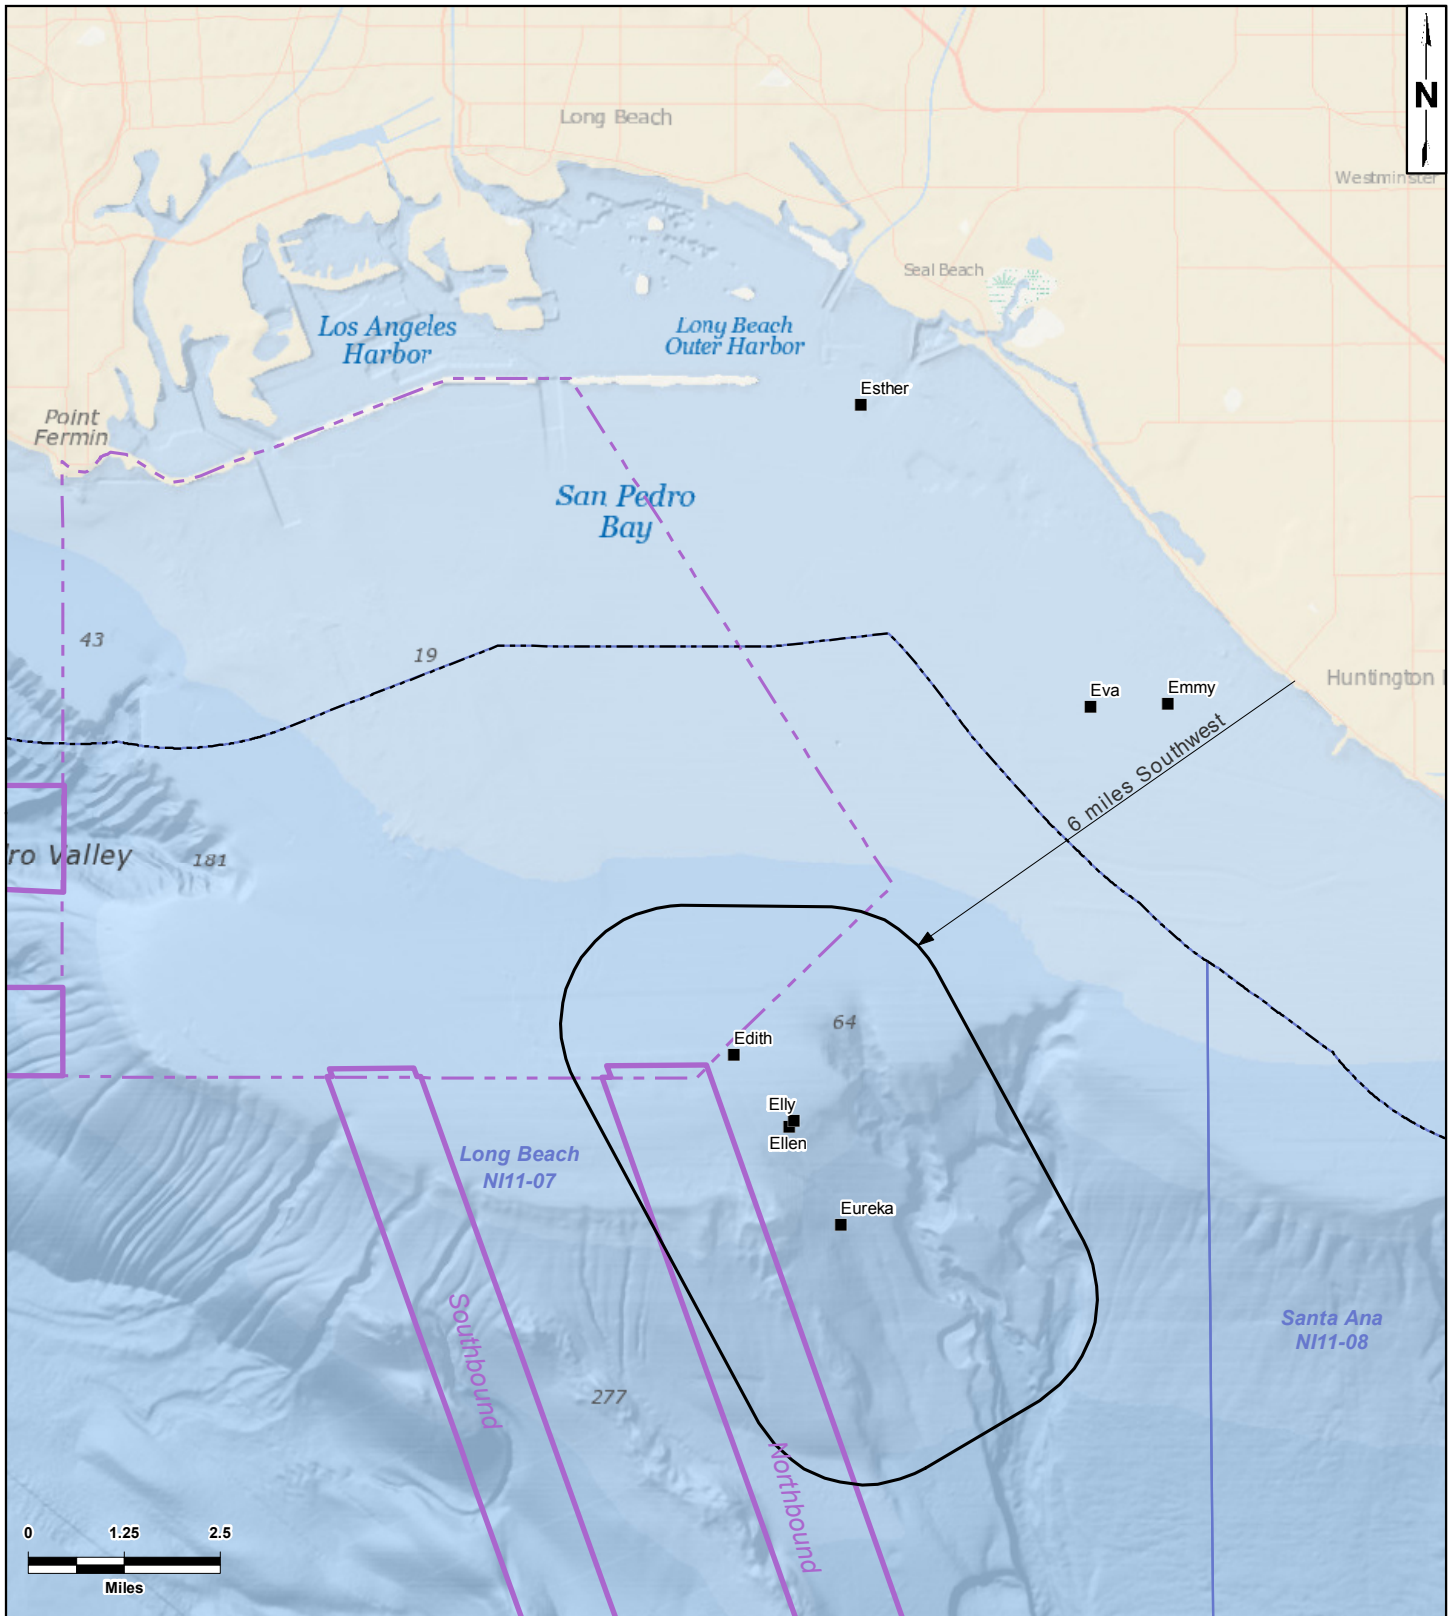 N
Long Beach
Westminster
Seal Beach
Los Angeles
Harbor
Long Beach
Outer Harbor
Esther
Point
Fermin
San Pedro
Bay
43
19
Eva
Emmy
Huntington
6 miles Southwest
ro Valley
181
64
Edith
Elly
Ellen
Long Beach
NI11-07
Eureka
Southbound
Santa Ana
NI11-08
277
Northbound
0 1.25 2.5
Miles